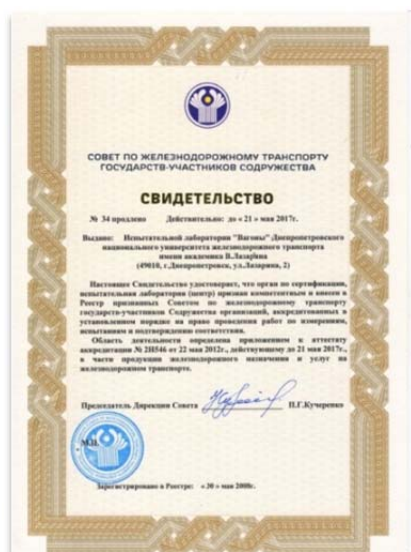 СОВЕТ ПО ЖЕЛЕЗНОДОРОЖНОМУ ТРАНСПОРТУ
ГОСУДАРСТВ-УЧАСТНИКОВ СОДРУЖЕСТВА
СВИДЕТЕЛЬСТВО
№ 34 продлено Действительно: до « 21 » мая 2017г.
Выдано: Испытательной лаборатории "Вагоны" Днепропетровского
национального университета железнодорожного транспорта
имени академика В.Лазаряна
(49010, г.Днепропетровск, ул.Лазаряна, 2)
Настоящее Свидетельство удостоверяет, что орган по сертификации,
испытательная лаборатория (центр) признан компетентным и внесен в
Реестр признанных Советом по железнодорожному транспорту
государств-участников Содружества организаций, аккредитованных в
установленном порядке на право проведения работ по измерениям,
испытаниям и подтверждению соответствия.
Область деятельности определена приложением к аттестату
аккредитации № 2Н546 от 22 мая 2012г., действующему до 21 мая 2017г.,
в части продукции железнодорожного назначения и услуг на
железнодорожном транспорте.
Председатель Дирекции Совета П.Г.Кучеренко
М.П.
Зарегистрировано в Реестре: « 30 » мая 2008г.